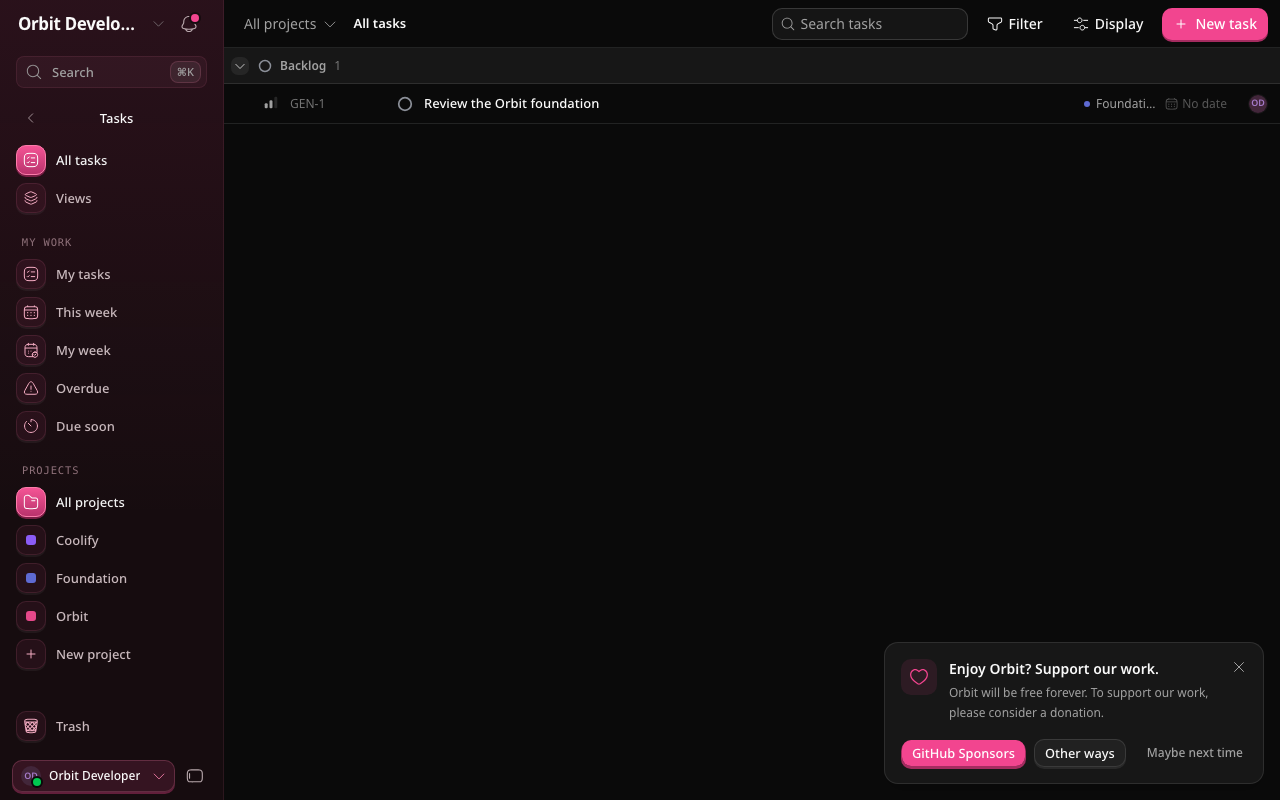 Orbit Develo...
Search
⌘K
Tasks
All tasks
Views
MY WORK
My tasks
This week
My week
Overdue
Due soon
PROJECTS
All projects
Coolify
Foundation
Orbit
New project
Trash
OD
Orbit Developer
All projects
All tasks
Search tasks
Filter
Display
New task
Backlog 1
GEN-1
Review the Orbit foundation
Foundati...
No date
OD
Enjoy Orbit? Support our work.
Orbit will be free forever. To support our work,
please consider a donation.
GitHub Sponsors
Other ways
Maybe next time